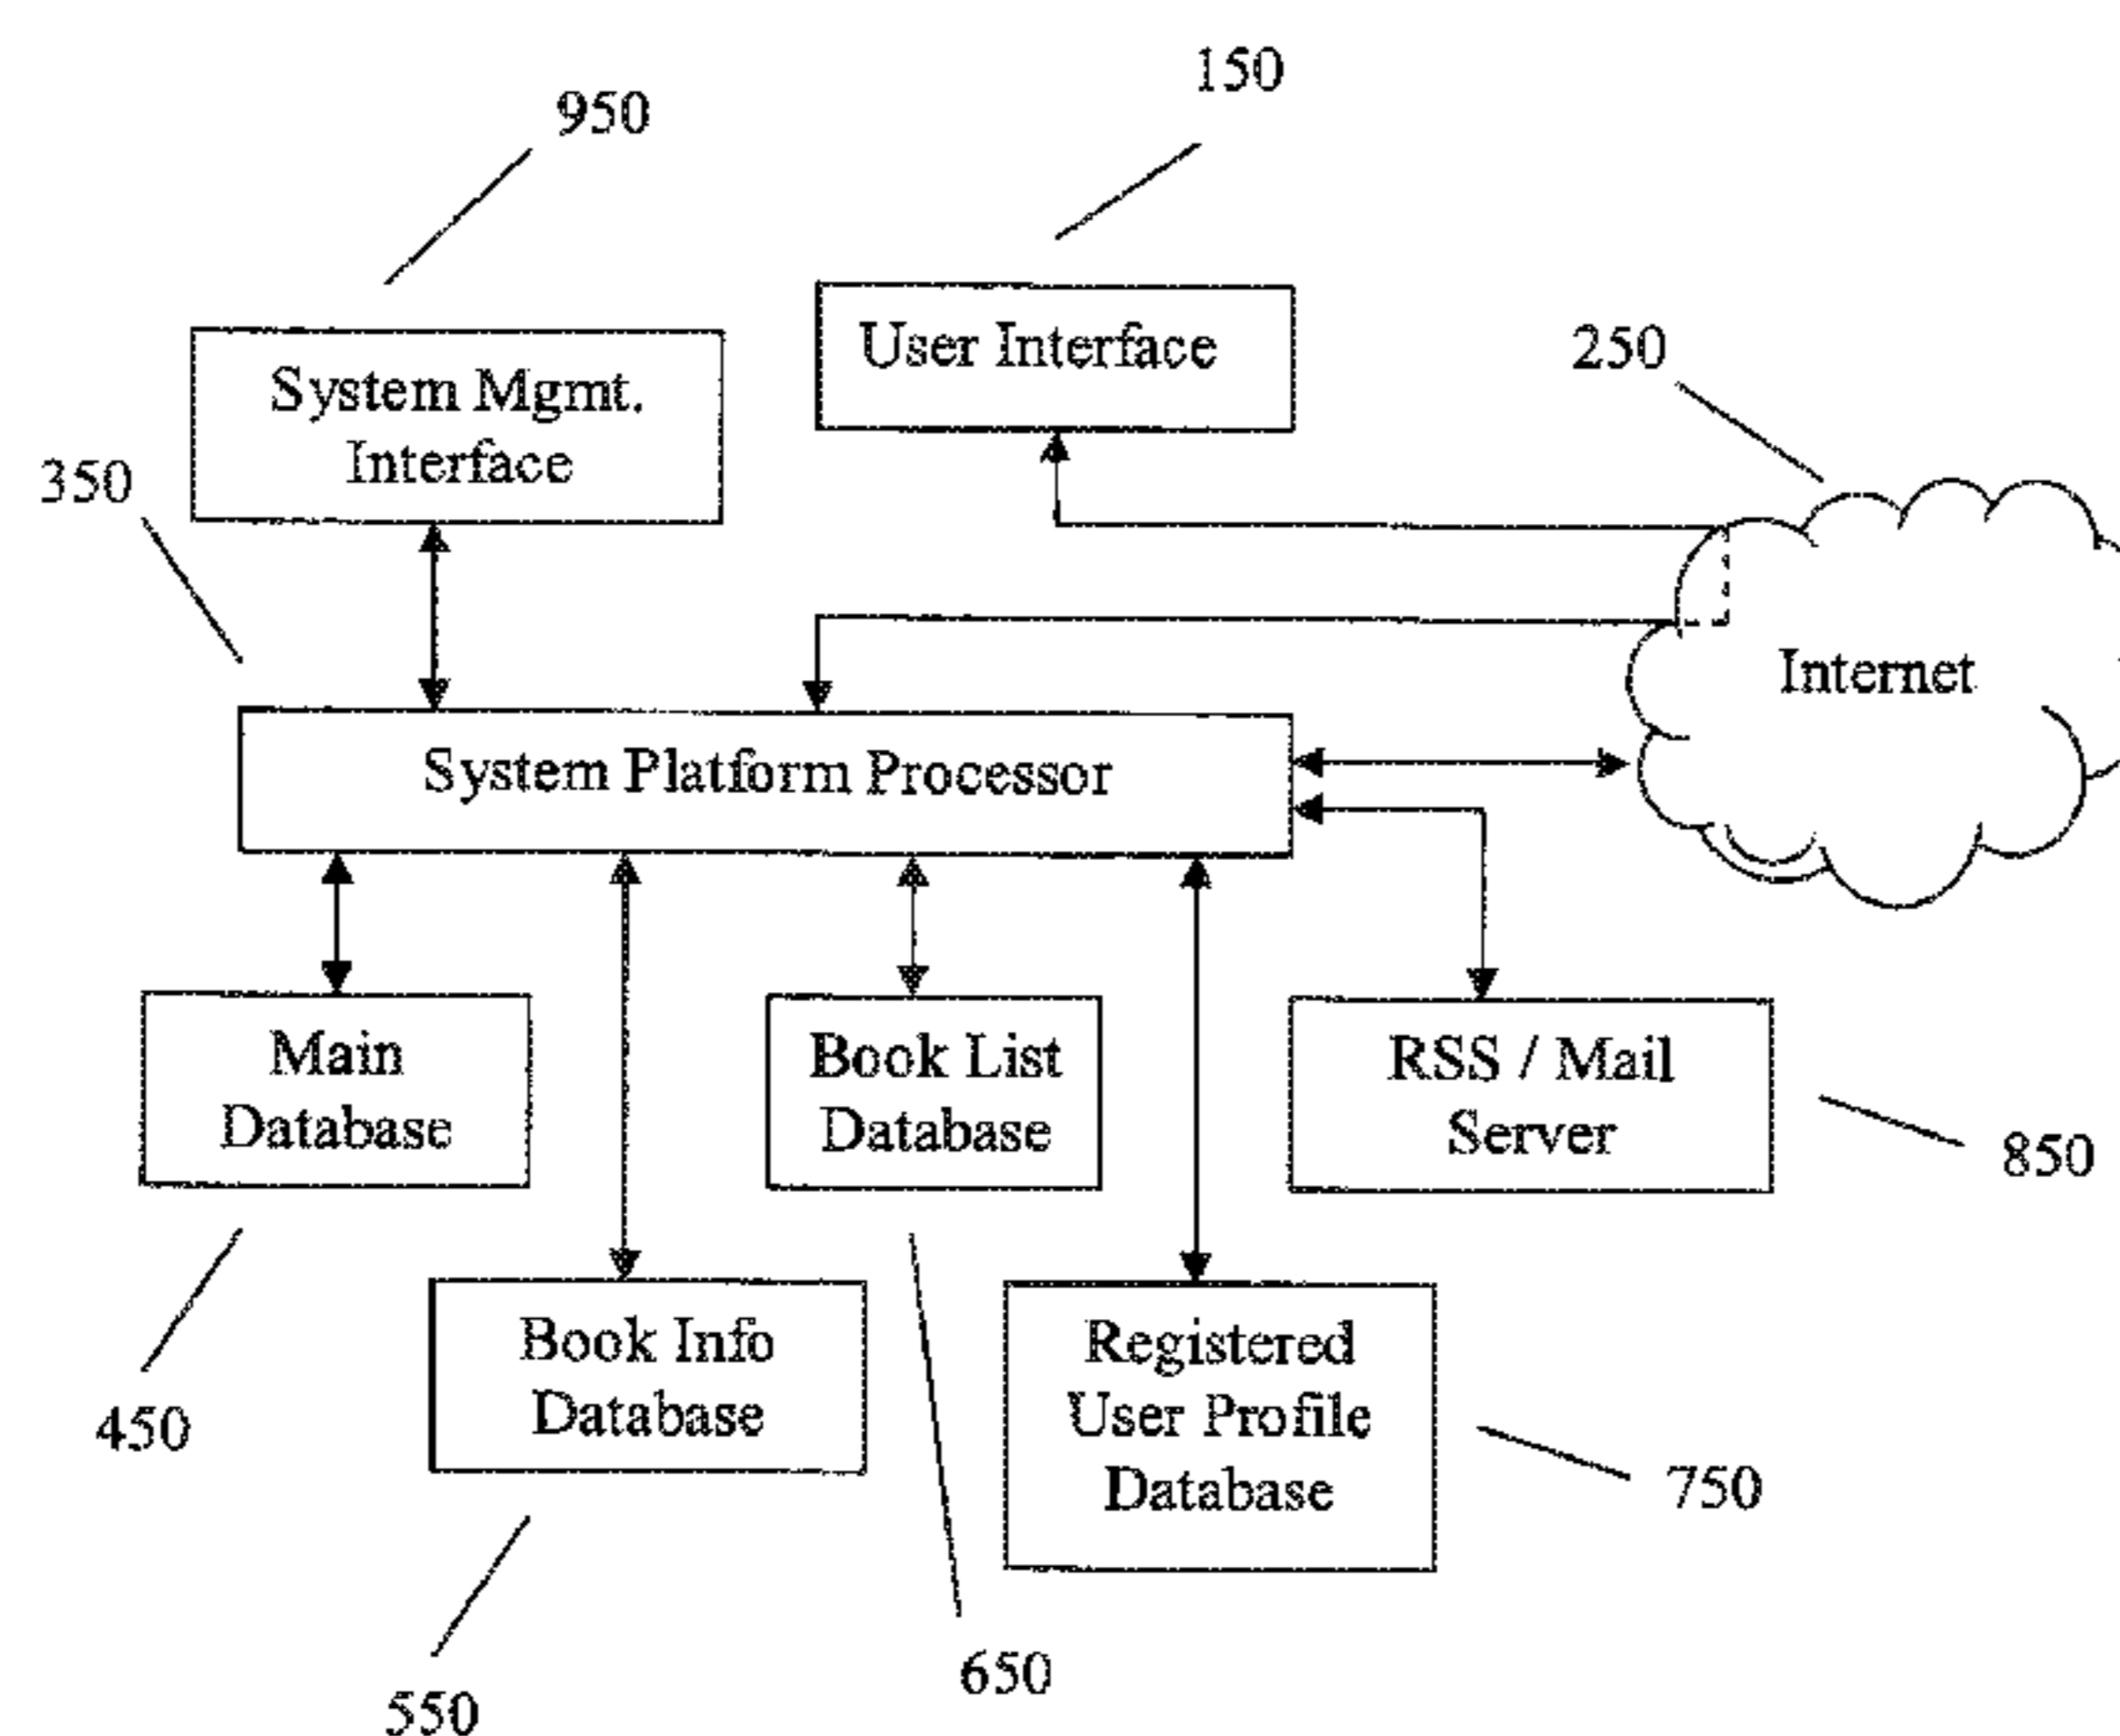 150
950
User Interface
250
System Mgmt.
Interface
350
Internet
System Platform Processor
Main
Database
Book List
Database
RSS / Mail
Server
850
450
Book Info
Database
Registered
User Profile
Database
750
650
550